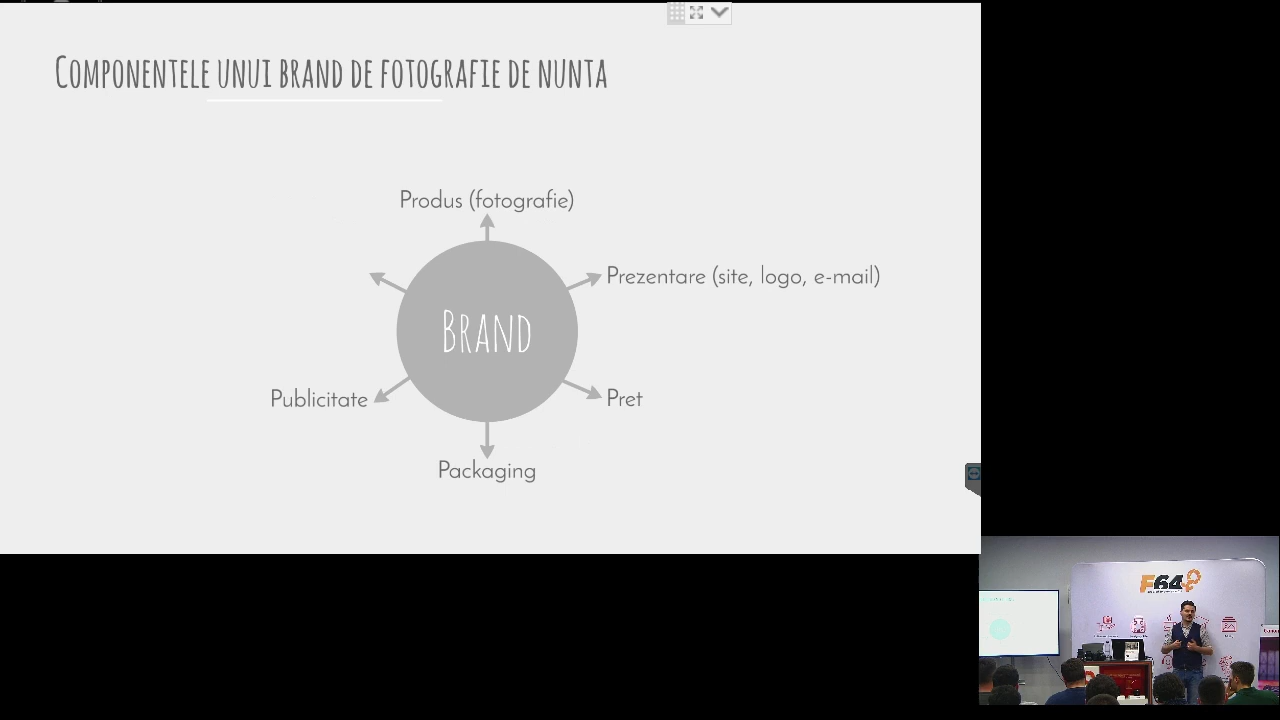 Componentele unui brand de fotografie de nunta
Produs (fotografie)
Prezentare (site, logo, e-mail)
Brand
Publicitate
Pret
Packaging
F64